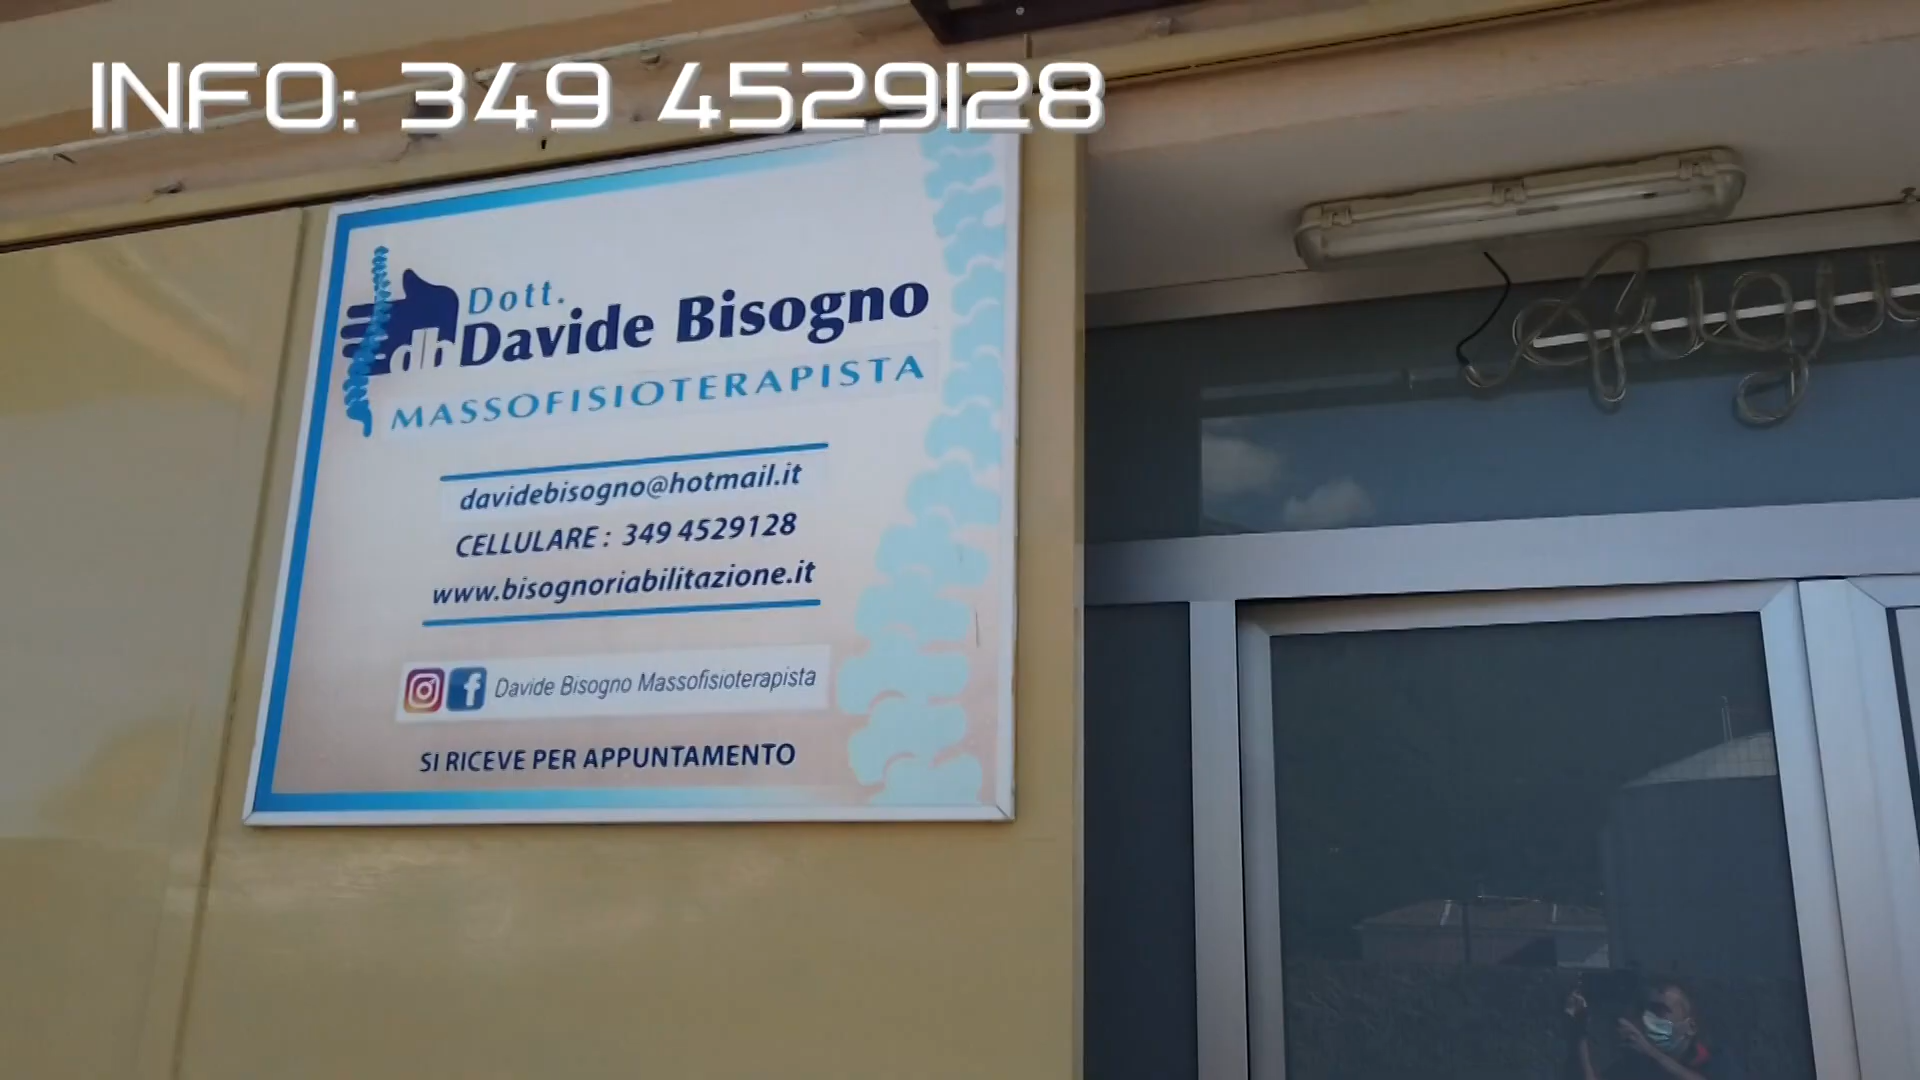 INFO: 349 4529128
Dott.
db Davide Bisogno
MASSOFISIOTERAPISTA
davidebisogno@hotmail.it
CELLULARE : 349 4529128
www.bisognoriabilitazione.it
Davide Bisogno Massofisioterapista
SI RICEVE PER APPUNTAMENTO